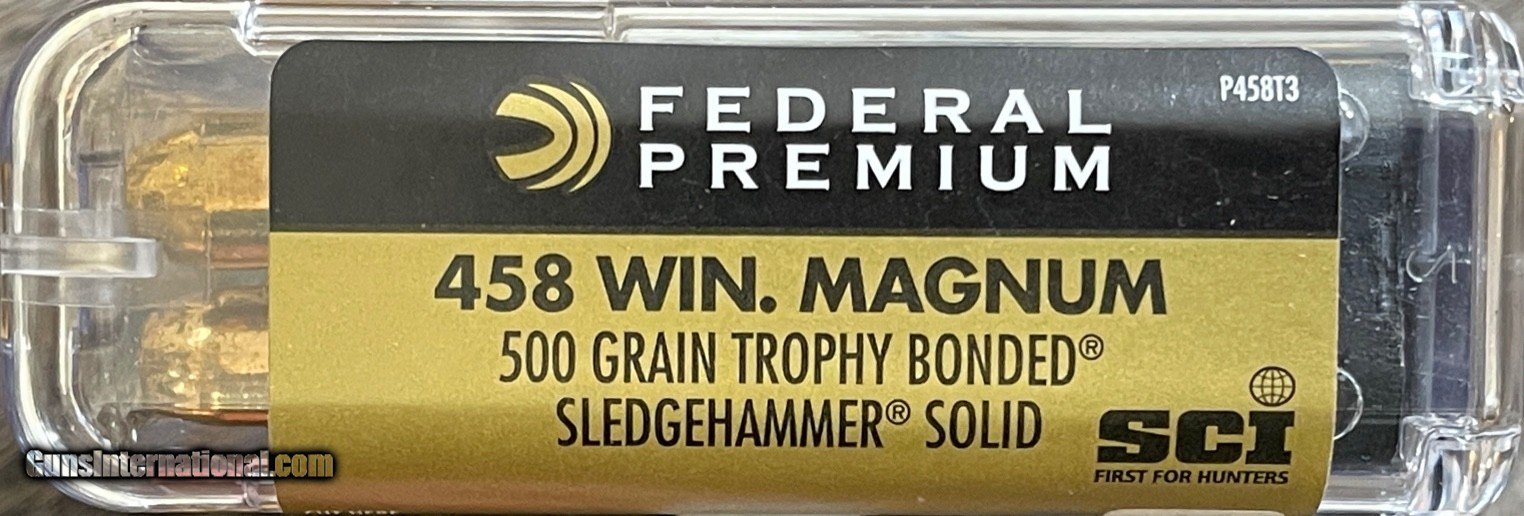 P458T3
FEDERAL
PREMIUM
458 WIN. MAGNUM
500 GRAIN TROPHY BONDED®
SLEDGEHAMMER® SOLID
SCI
FIRST FOR HUNTERS
GunsInternational.com